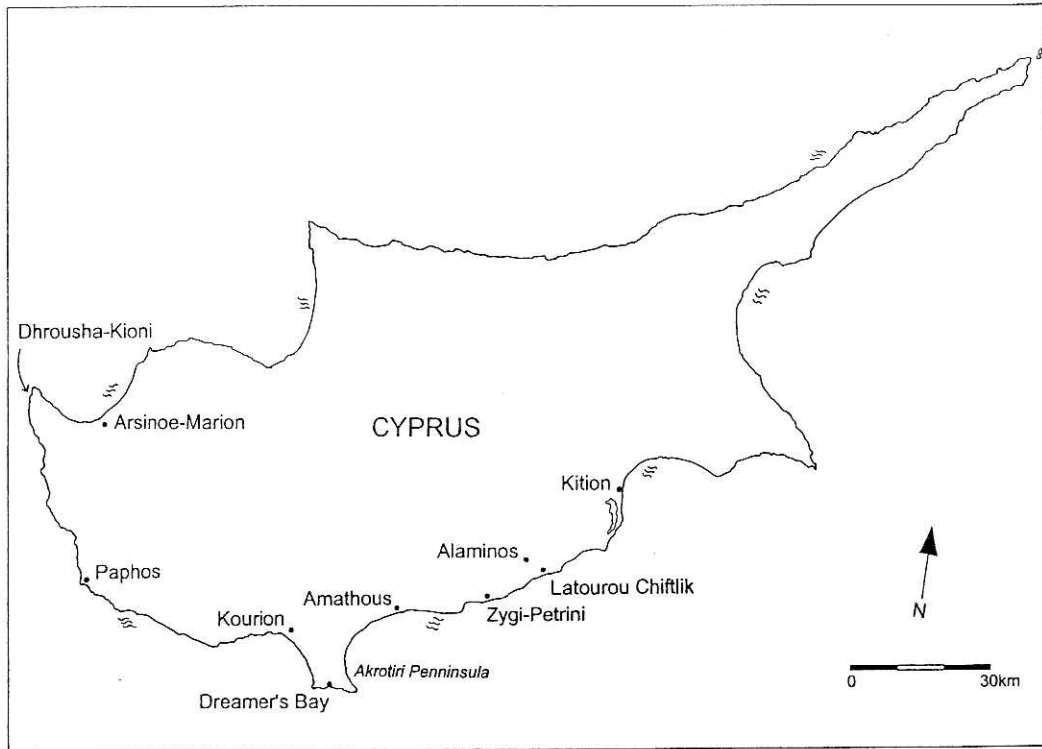 Dhrousha-Kioni
Arsinoe-Marion
CYPRUS
Kition
Alaminos
Latourou Chiftlik
Paphos
Amathous
Zygi-Petrini
Kourion
Akrotiri Penninsula
Dreamer's Bay
N
0 30km